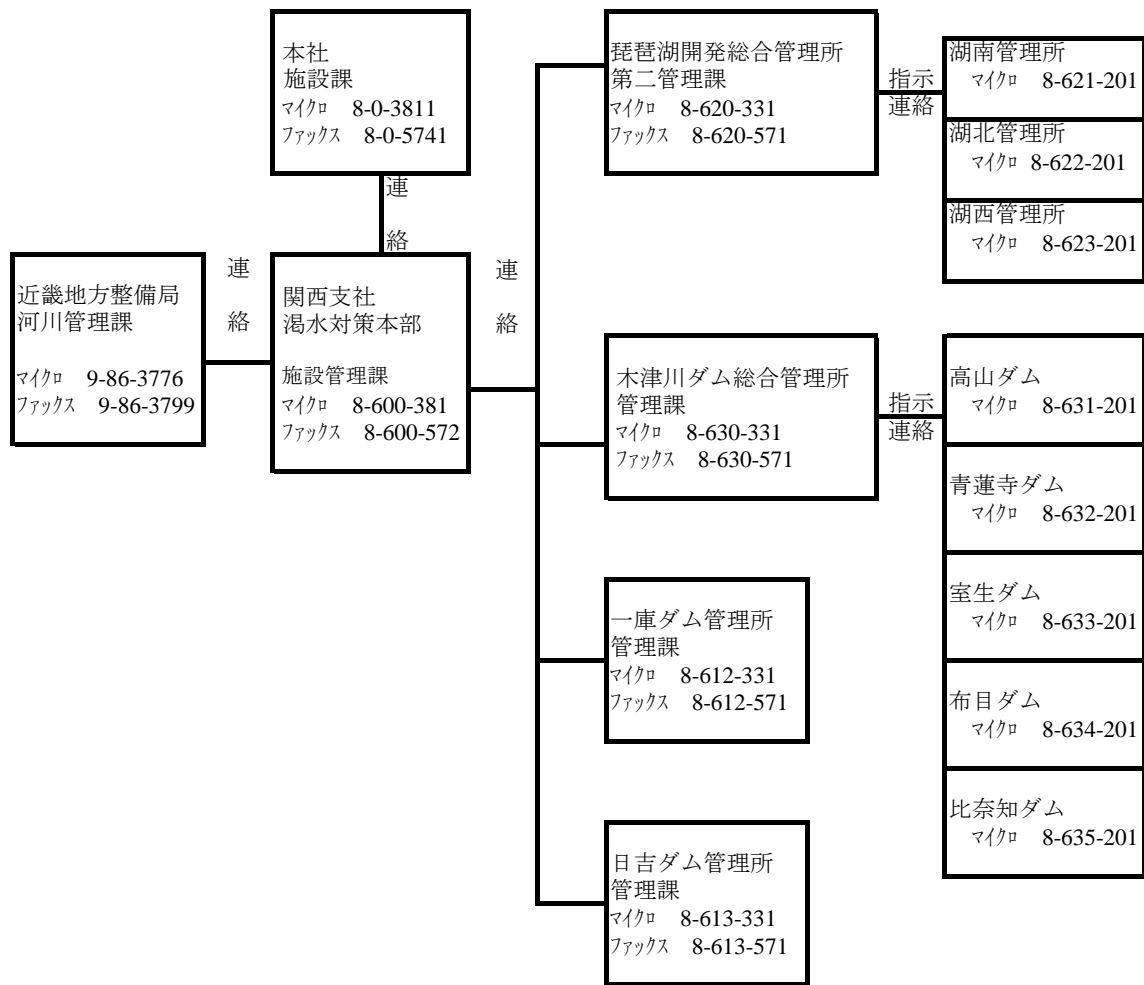 本社
施設課
ﾏｲｸﾛ 8-0-3811
ﾌｧｯｸｽ 8-0-5741
連
絡
近畿地方整備局
河川管理課
ﾏｲｸﾛ 9-86-3776
ﾌｧｯｸｽ 9-86-3799
連
絡
関西支社
渇水対策本部
施設管理課
ﾏｲｸﾛ 8-600-381
ﾌｧｯｸｽ 8-600-572
連
絡
琵琶湖開発総合管理所
第二管理課
ﾏｲｸﾛ 8-620-331
ﾌｧｯｸｽ 8-620-571
指示
連絡
湖南管理所
ﾏｲｸﾛ 8-621-201
湖北管理所
ﾏｲｸﾛ 8-622-201
湖西管理所
ﾏｲｸﾛ 8-623-201
木津川ダム総合管理所
管理課
ﾏｲｸﾛ 8-630-331
ﾌｧｯｸｽ 8-630-571
指示
連絡
高山ダム
ﾏｲｸﾛ 8-631-201
青蓮寺ダム
ﾏｲｸﾛ 8-632-201
室生ダム
ﾏｲｸﾛ 8-633-201
布目ダム
ﾏｲｸﾛ 8-634-201
比奈知ダム
ﾏｲｸﾛ 8-635-201
一庫ダム管理所
管理課
ﾏｲｸﾛ 8-612-331
ﾌｧｯｸｽ 8-612-571
日吉ダム管理所
管理課
ﾏｲｸﾛ 8-613-331
ﾌｧｯｸｽ 8-613-571